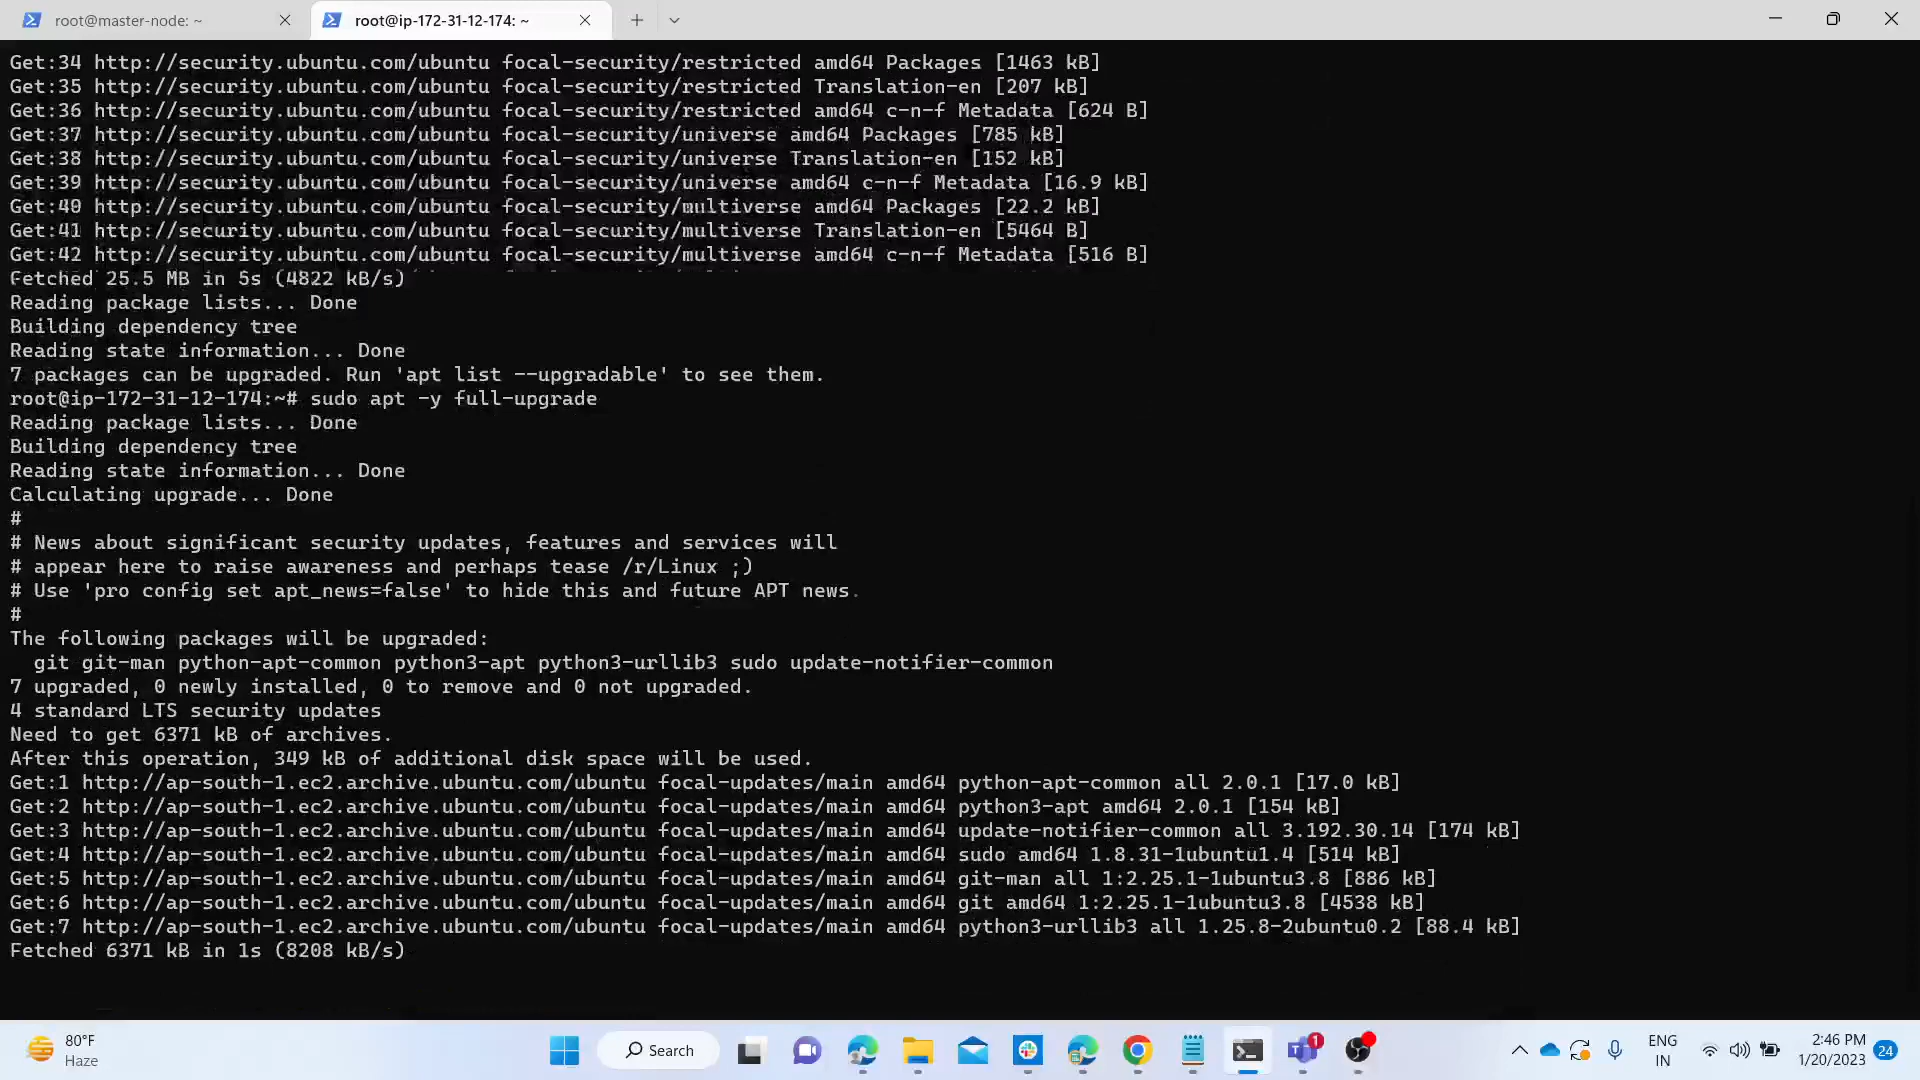 root@master-node: ~
root@ip-172-31-12-174: ~
Get:34 http://security.ubuntu.com/ubuntu focal-security/restricted amd64 Packages [1463 kB]
Get:35 http://security.ubuntu.com/ubuntu focal-security/restricted Translation-en [207 kB]
Get:36 http://security.ubuntu.com/ubuntu focal-security/restricted amd64 c-n-f Metadata [624 B]
Get:37 http://security.ubuntu.com/ubuntu focal-security/universe amd64 Packages [785 kB]
Get:38 http://security.ubuntu.com/ubuntu focal-security/universe Translation-en [152 kB]
Get:39 http://security.ubuntu.com/ubuntu focal-security/universe amd64 c-n-f Metadata [16.9 kB]
Get:40 http://security.ubuntu.com/ubuntu focal-security/multiverse amd64 Packages [22.2 kB]
Get:41 http://security.ubuntu.com/ubuntu focal-security/multiverse Translation-en [5464 B]
Get:42 http://security.ubuntu.com/ubuntu focal-security/multiverse amd64 c-n-f Metadata [516 B]
Fetched 25.5 MB in 5s (4822 kB/s)
Reading package lists... Done
Building dependency tree
Reading state information... Done
7 packages can be upgraded. Run 'apt list --upgradable' to see them.
root@ip-172-31-12-174:~# sudo apt -y full-upgrade
Reading package lists... Done
Building dependency tree
Reading state information... Done
Calculating upgrade... Done
#
# News about significant security updates, features and services will
# appear here to raise awareness and perhaps tease /r/Linux ;)
# Use 'pro config set apt_news=false' to hide this and future APT news.
#
The following packages will be upgraded:
git git-man python-apt-common python3-apt python3-urllib3 sudo update-notifier-common
7 upgraded, 0 newly installed, 0 to remove and 0 not upgraded.
4 standard LTS security updates
Need to get 6371 kB of archives.
After this operation, 349 kB of additional disk space will be used.
Get:1 http://ap-south-1.ec2.archive.ubuntu.com/ubuntu focal-updates/main amd64 python-apt-common all 2.0.1 [17.0 kB]
Get:2 http://ap-south-1.ec2.archive.ubuntu.com/ubuntu focal-updates/main amd64 python3-apt amd64 2.0.1 [154 kB]
Get:3 http://ap-south-1.ec2.archive.ubuntu.com/ubuntu focal-updates/main amd64 update-notifier-common all 3.192.30.14 [174 kB]
Get:4 http://ap-south-1.ec2.archive.ubuntu.com/ubuntu focal-updates/main amd64 sudo amd64 1.8.31-1ubuntu1.4 [514 kB]
Get:5 http://ap-south-1.ec2.archive.ubuntu.com/ubuntu focal-updates/main amd64 git-man all 1:2.25.1-1ubuntu3.8 [886 kB]
Get:6 http://ap-south-1.ec2.archive.ubuntu.com/ubuntu focal-updates/main amd64 git amd64 1:2.25.1-1ubuntu3.8 [4538 kB]
Get:7 http://ap-south-1.ec2.archive.ubuntu.com/ubuntu focal-updates/main amd64 python3-urllib3 all 1.25.8-2ubuntu0.2 [88.4 kB]
Fetched 6371 kB in 1s (8208 kB/s)
80°F
Haze
Search
1
ENG
IN
2:46 PM
1/20/2023
24